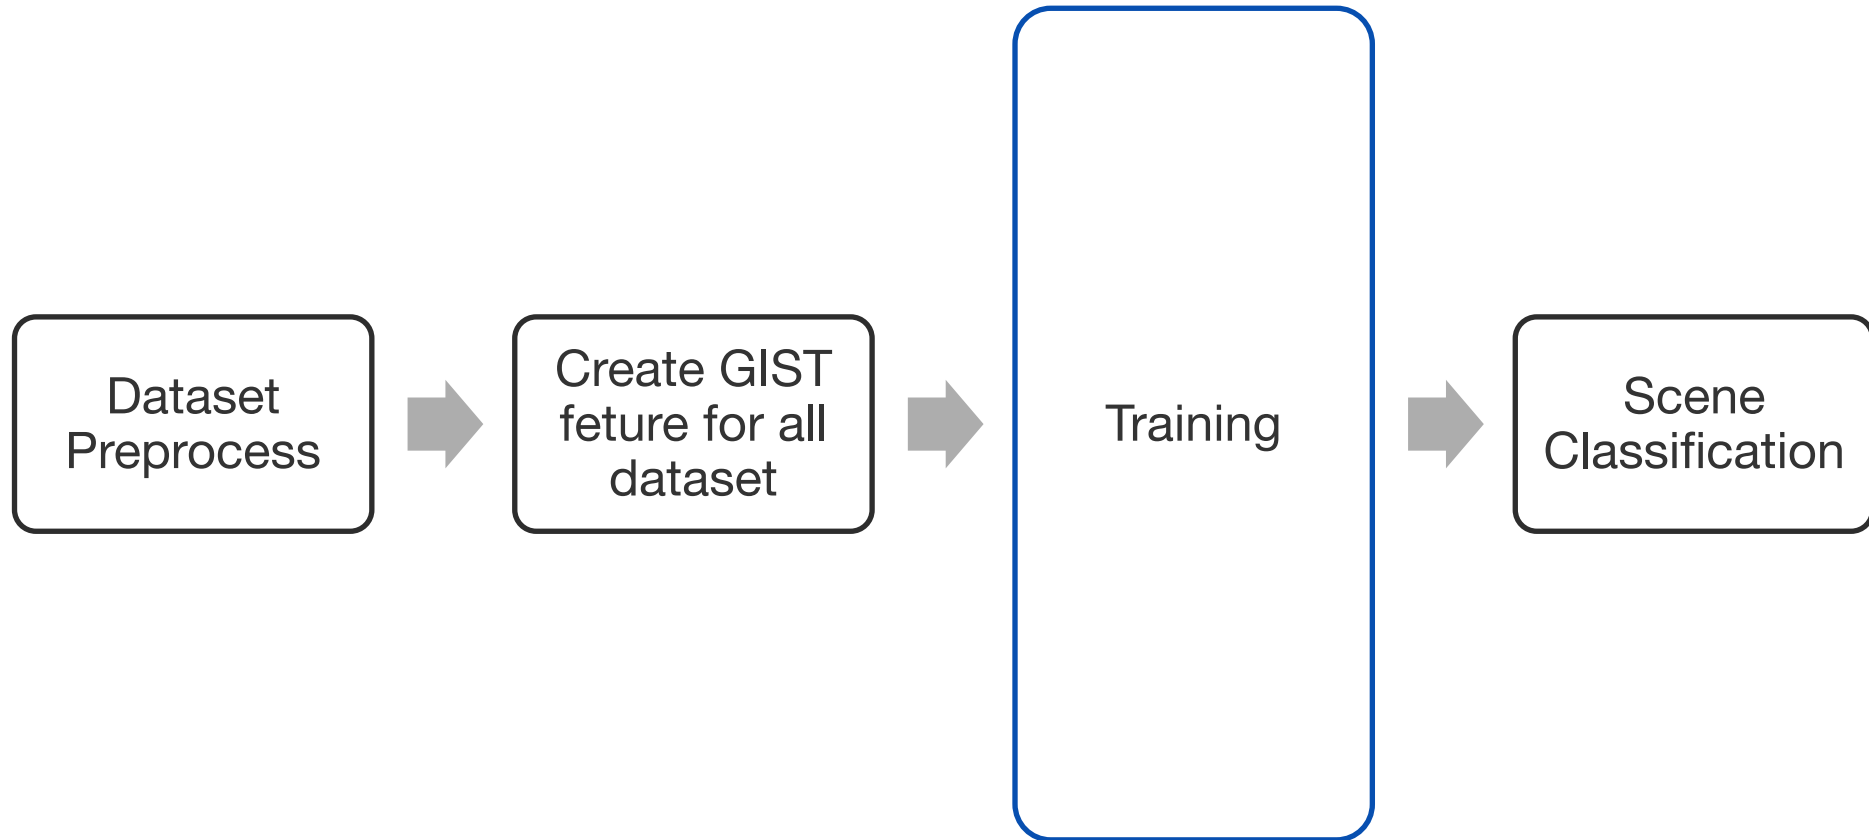 Dataset
Preprocess
Create GIST
feture for all
dataset
Training
Scene
Classification